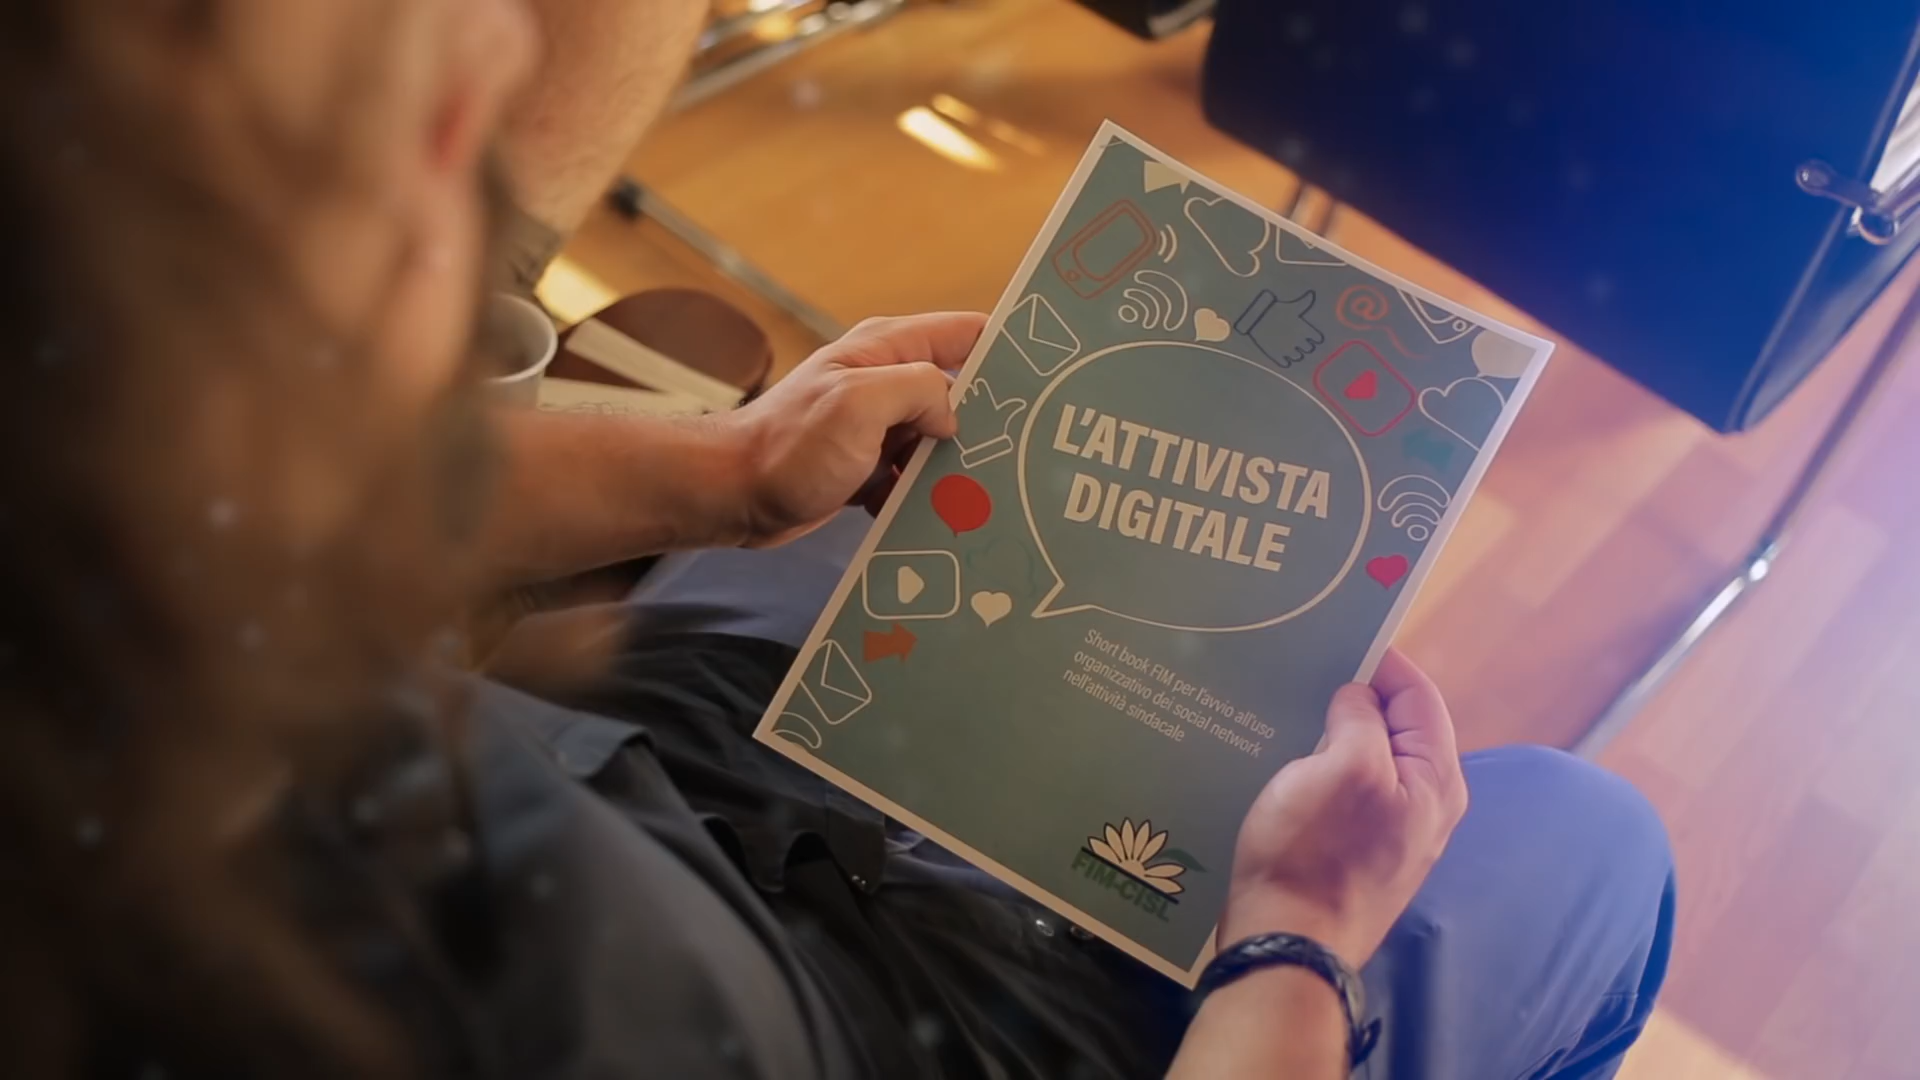 L'ATTIVISTA
DIGITALE
Short book FIM per l'avvio all'uso
organizzativo dei social network
nell'attività sindacale
FIM-CISL